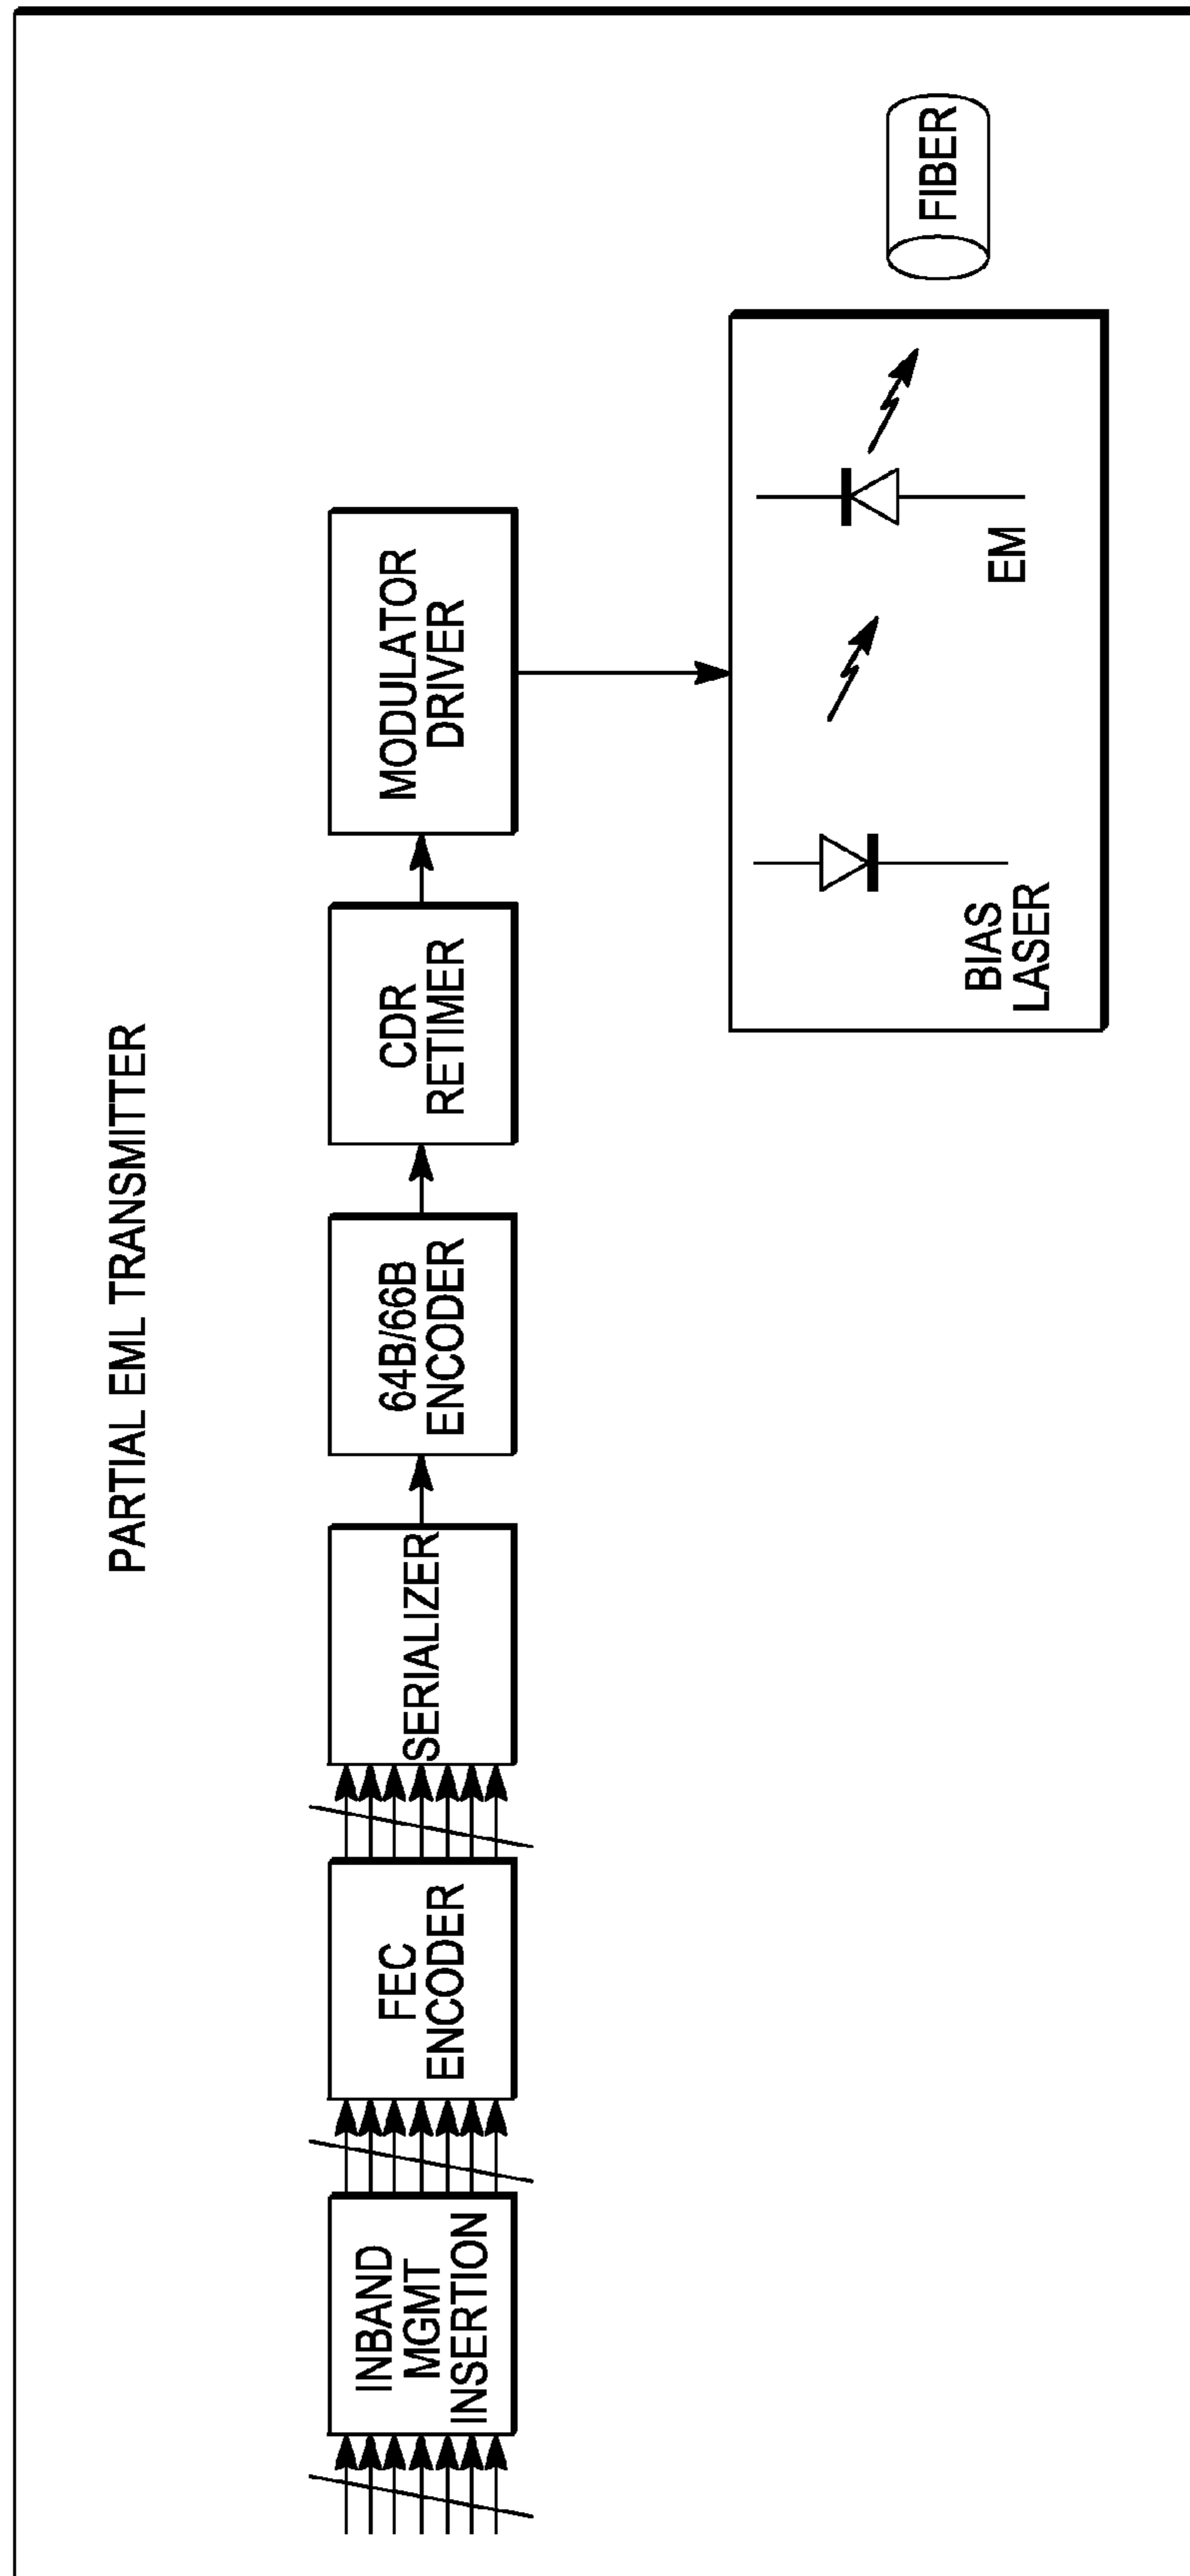 PARTIAL EML TRANSMITTER
INBAND
MGMT
INSERTION
FEC
ENCODER
SERIALIZER
64B/66B
ENCODER
CDR
RETIMER
MODULATOR
DRIVER
BIAS
LASER
EM
FIBER